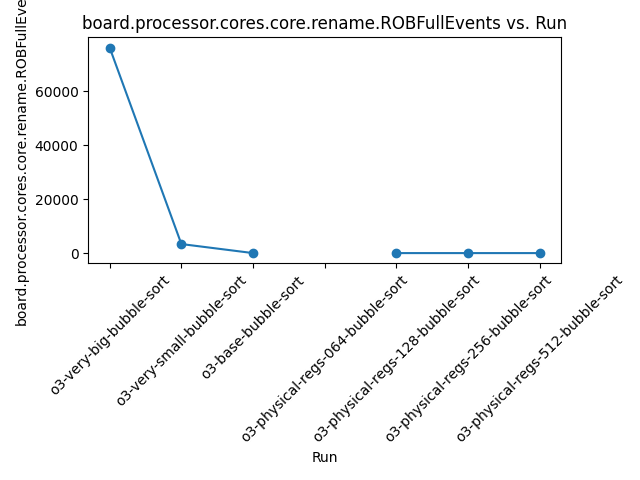 board.processor.cores.core.rename.ROBFullEvents vs. Run
board.processor.cores.core.rename.ROBFullEve
60000
40000
20000
0
o3-very-big-bubble-sort
o3-very-small-bubble-sort
o3-base-bubble-sort
o3-physical-regs-064-bubble-sort
o3-physical-regs-128-bubble-sort
o3-physical-regs-256-bubble-sort
o3-physical-regs-512-bubble-sort
Run